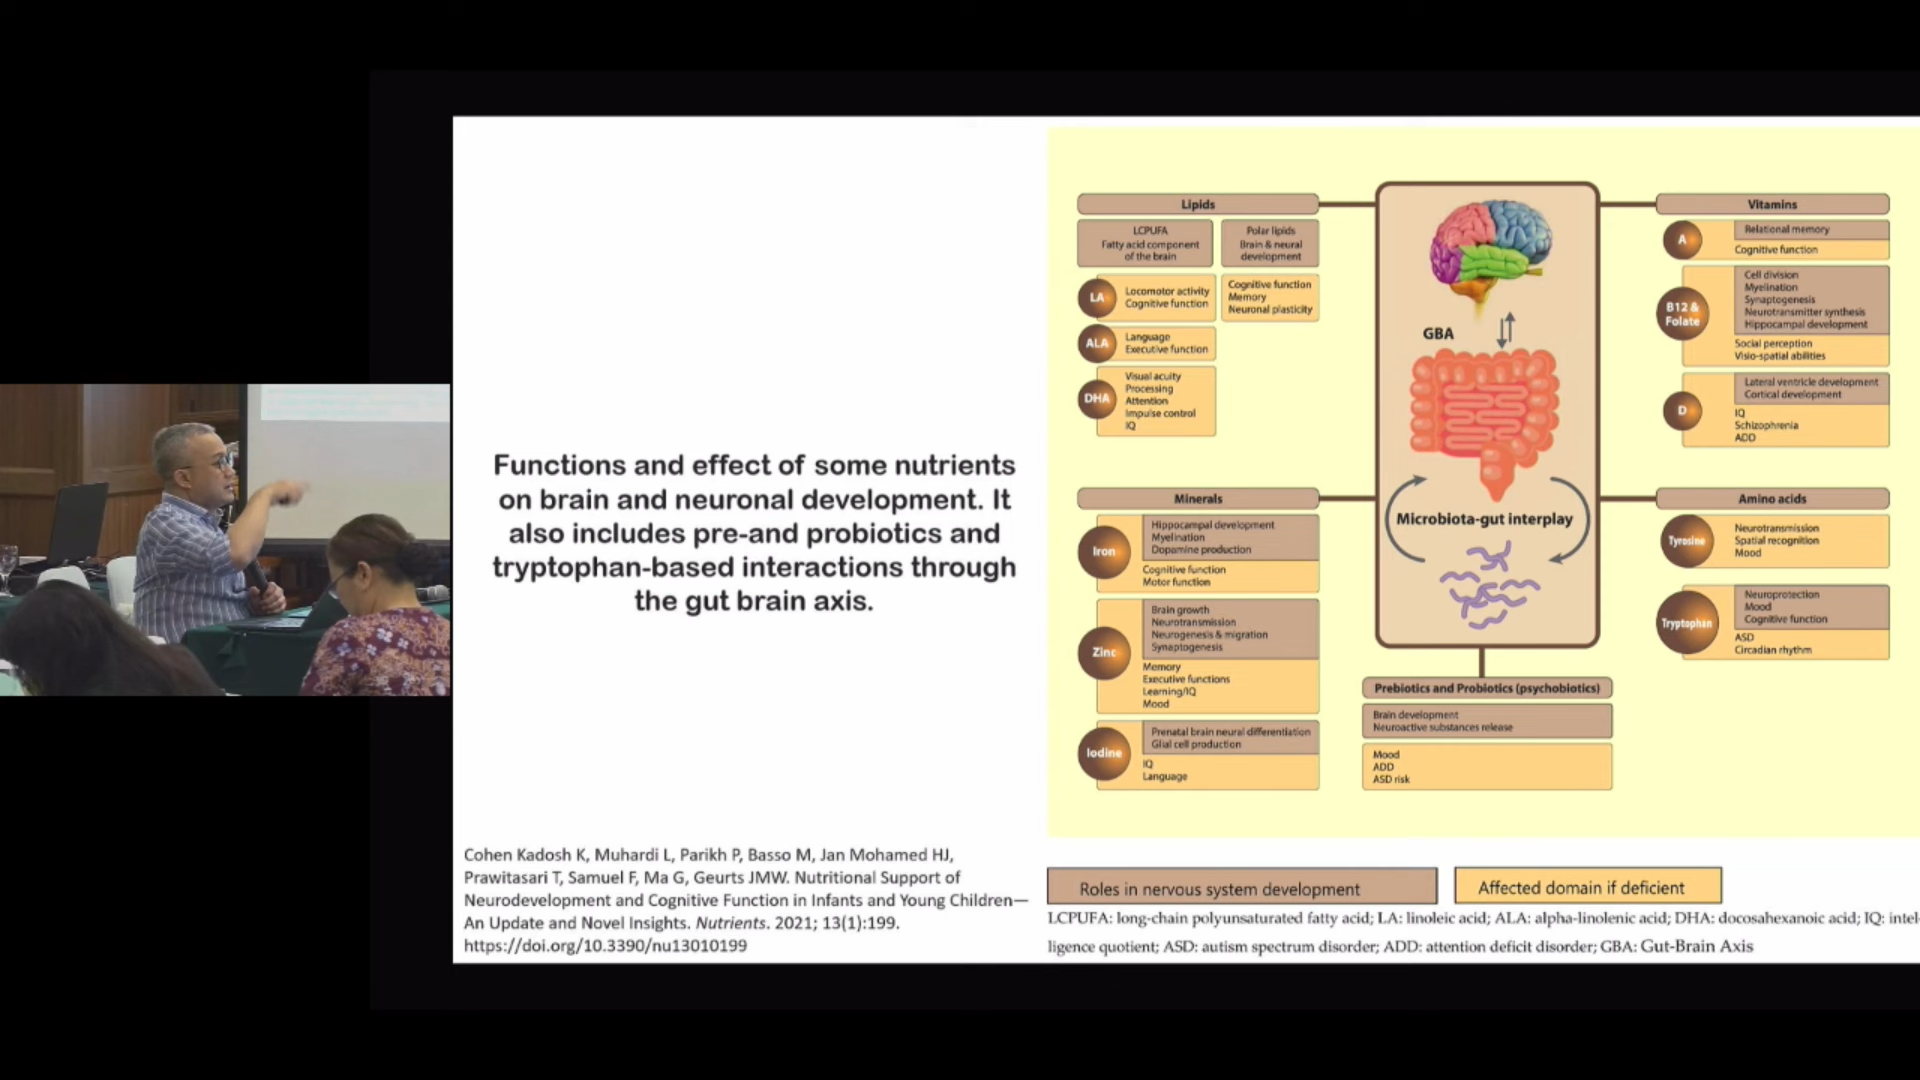 Functions and effect of some nutrients
on brain and neuronal development. It
also includes pre-and probiotics and
tryptophan-based interactions through
the gut brain axis.
Cohen Kadosh K, Muhardi L, Parikh P, Basso M, Jan Mohamed HJ,
Prawitasari T, Samuel F, Ma G, Geurts JMW. Nutritional Support of
Neurodevelopment and Cognitive Function in Infants and Young Children—
An Update and Novel Insights. Nutrients. 2021; 13(1):199.
https://doi.org/10.3390/nu13010199
Lipids
LCPUFA
Fatty acid component
of the brain
Polar lipids
Brain & neural
development
LA
Locomotor activity
Cognitive function
Cognitive function
Memory
Neuronal plasticity
ALA
Language
Executive function
DHA
Visual acuity
Processing
Attention
Impulse control
IQ
Minerals
Iron
Hippocampal development
Myelination
Dopamine production
Cognitive function
Motor function
Zinc
Brain growth
Neurotransmission
Neurogenesis & migration
Synaptogenesis
Memory
Executive functions
Learning/IQ
Mood
Iodine
Prenatal brain neural differentiation
Glial cell production
IQ
Language
GBA
Microbiota-gut interplay
Prebiotics and Probiotics (psychobiotics)
Brain development
Neuroactive substances release
Mood
ADD
ASD risk
Vitamins
A
Relational memory
Cognitive function
B12 &
Folate
Cell division
Myelination
Synaptogenesis
Neurotransmitter synthesis
Hippocampal development
Social perception
Visio-spatial abilities
D
Lateral ventricle development
Cortical development
IQ
Schizophrenia
ADD
Amino acids
Tyrosine
Neurotransmission
Spatial recognition
Mood
Tryptophan
Neuroprotection
Mood
Cognitive function
ASD
Circadian rhythm
Roles in nervous system development
Affected domain if deficient
LCPUFA: long-chain polyunsaturated fatty acid; LA: linoleic acid; ALA: alpha-linolenic acid; DHA: docosahexanoic acid; IQ: intel-
ligence quotient; ASD: autism spectrum disorder; ADD: attention deficit disorder; GBA: Gut-Brain Axis